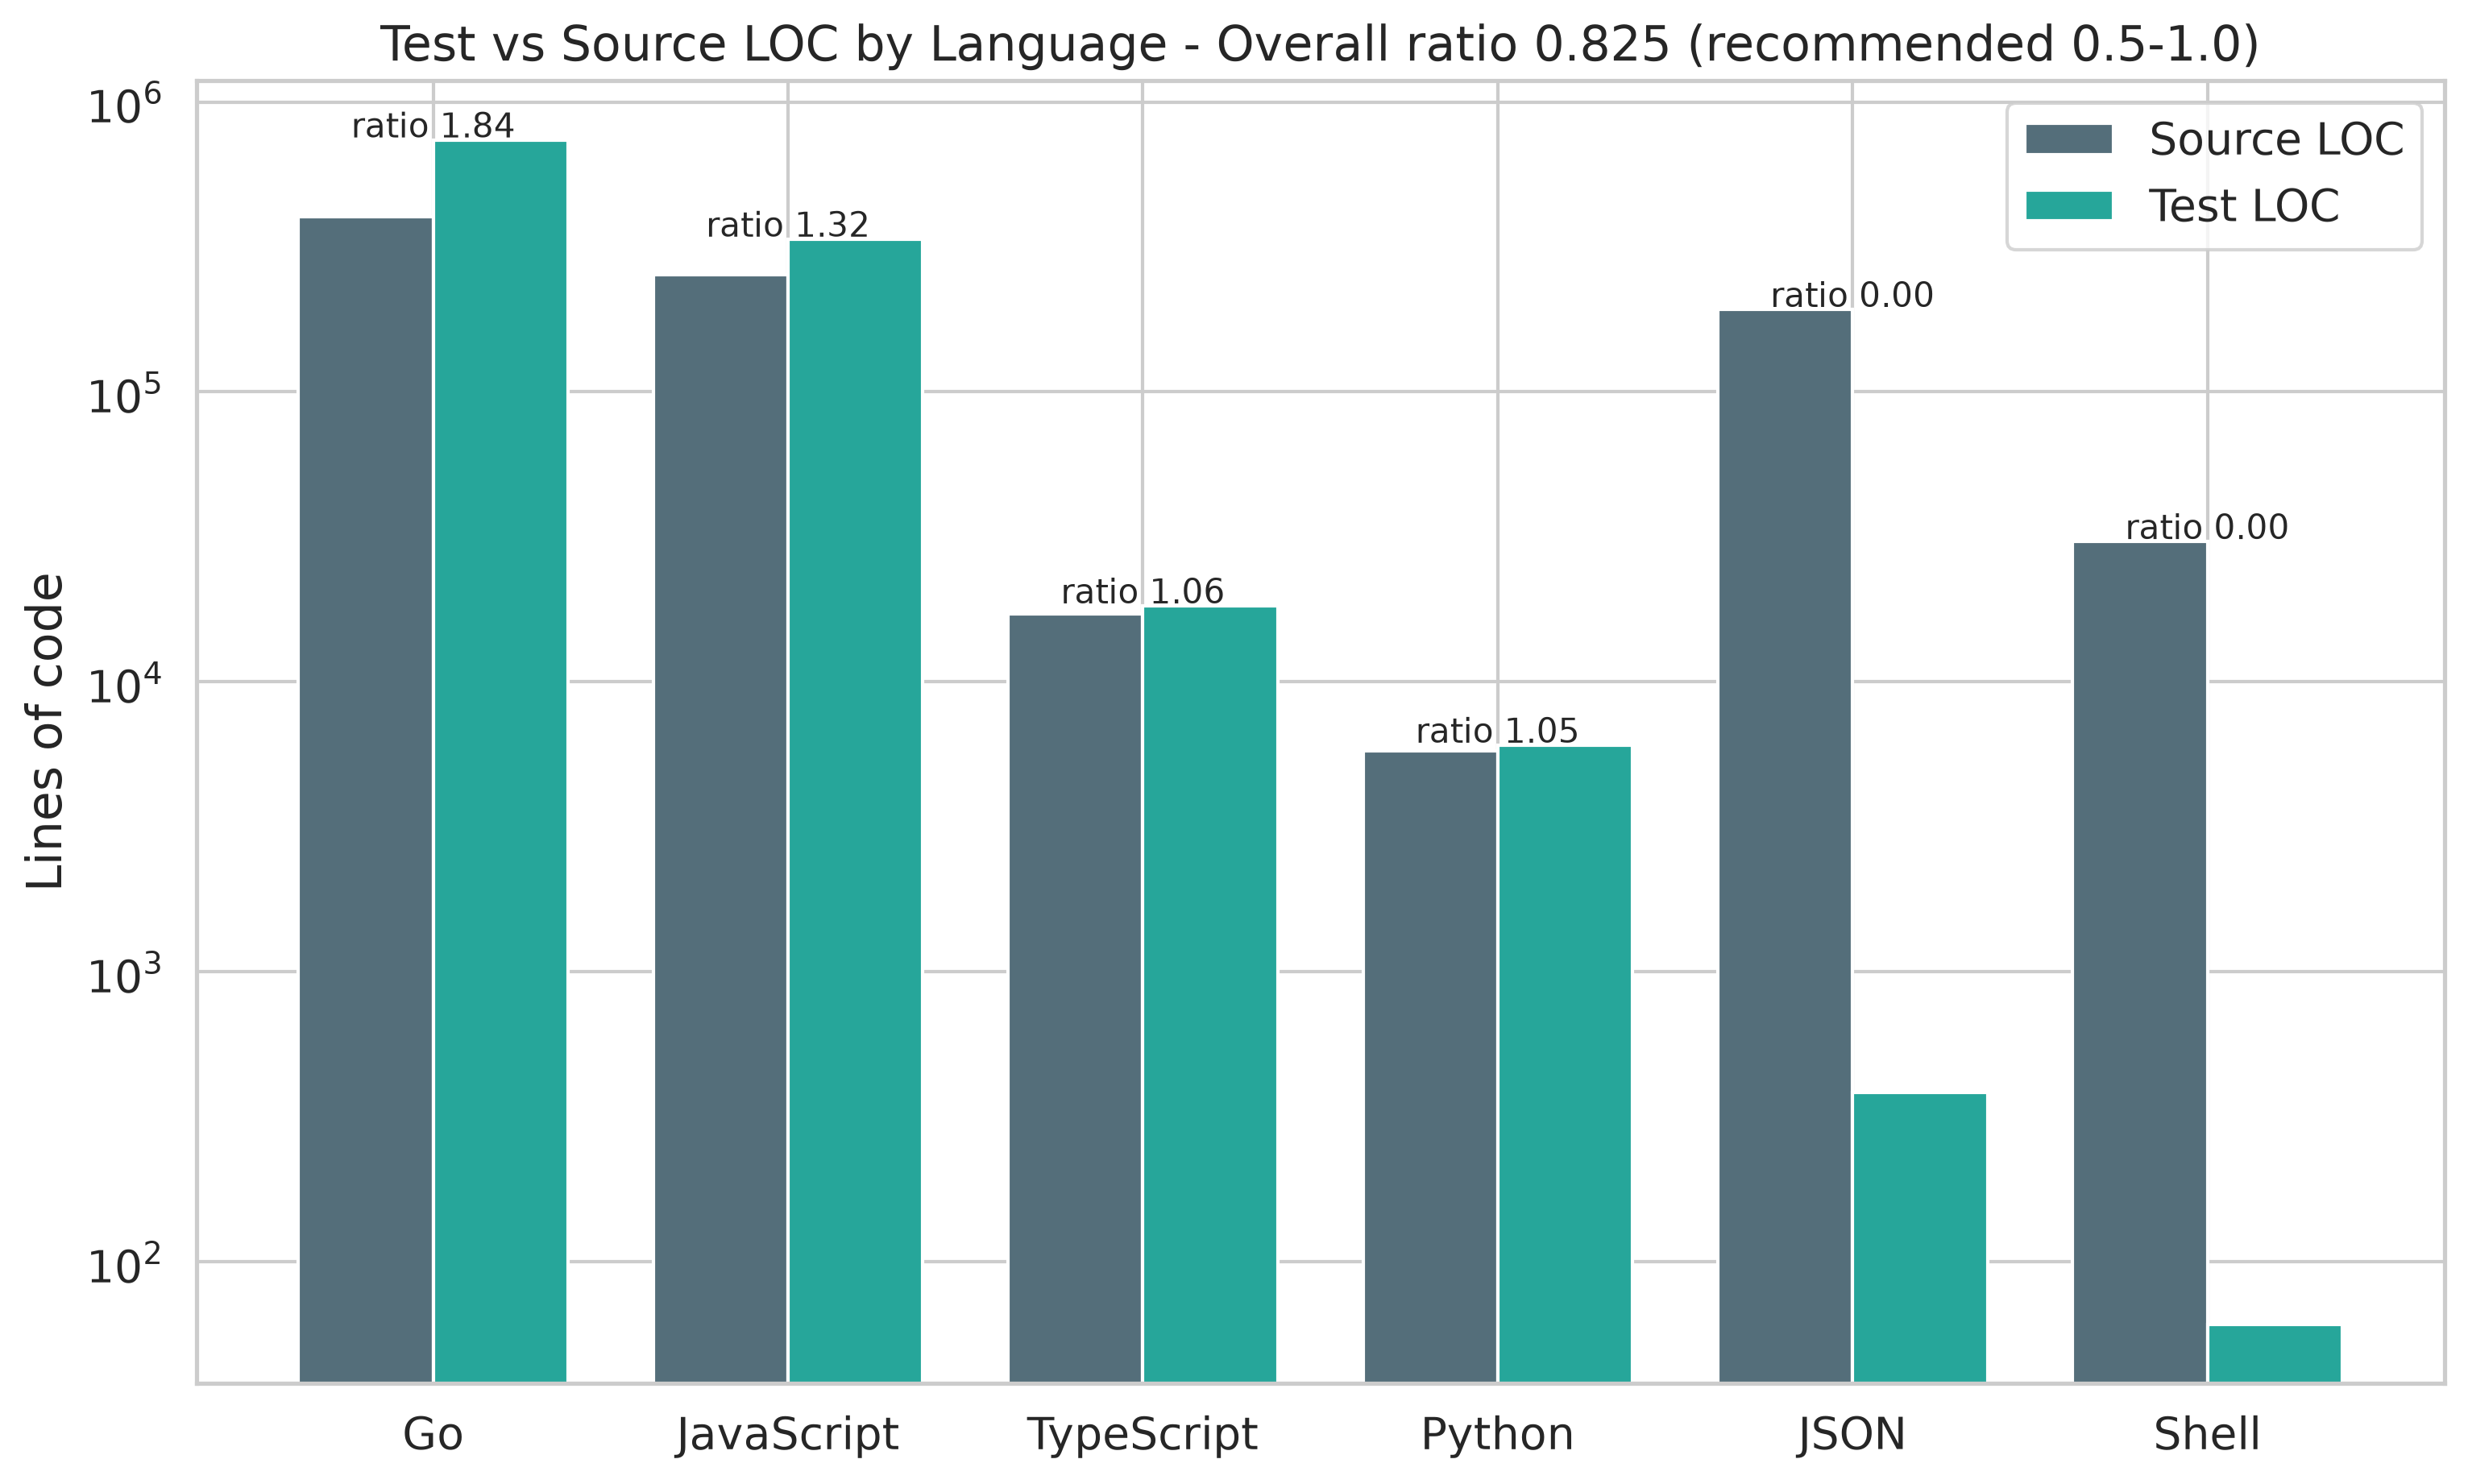 Test vs Source LOC by Language - Overall ratio 0.825 (recommended 0.5-1.0)
Lines of code
10⁶
10⁵
10⁴
10³
10²
ratio 1.84
ratio 1.32
ratio 1.06
ratio 1.05
ratio 0.00
ratio 0.00
Source LOC
Test LOC
Go
JavaScript
TypeScript
Python
JSON
Shell